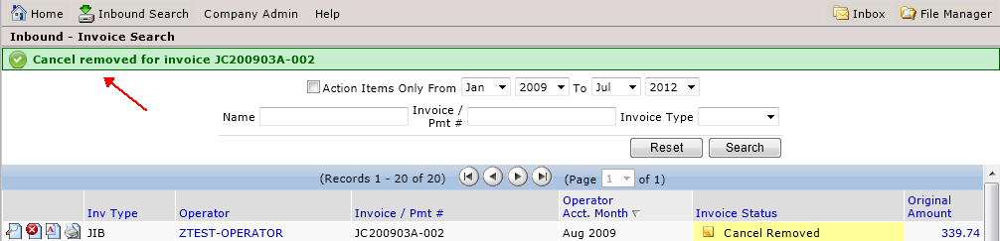 Home Inbound Search Company Admin Help Inbox File Manager
Inbound - Invoice Search
Cancel removed for invoice JC200903A-002
Action Items Only From Jan 2009 To Jul 2012
Name Invoice / Pmt # Invoice Type
Reset Search
(Records 1 - 20 of 20) (Page 1 of 1)
Inv Type Operator Invoice / Pmt # Operator Acct. Month Invoice Status Original Amount
JIB ZTEST-OPERATOR JC200903A-002 Aug 2009 Cancel Removed 339.74